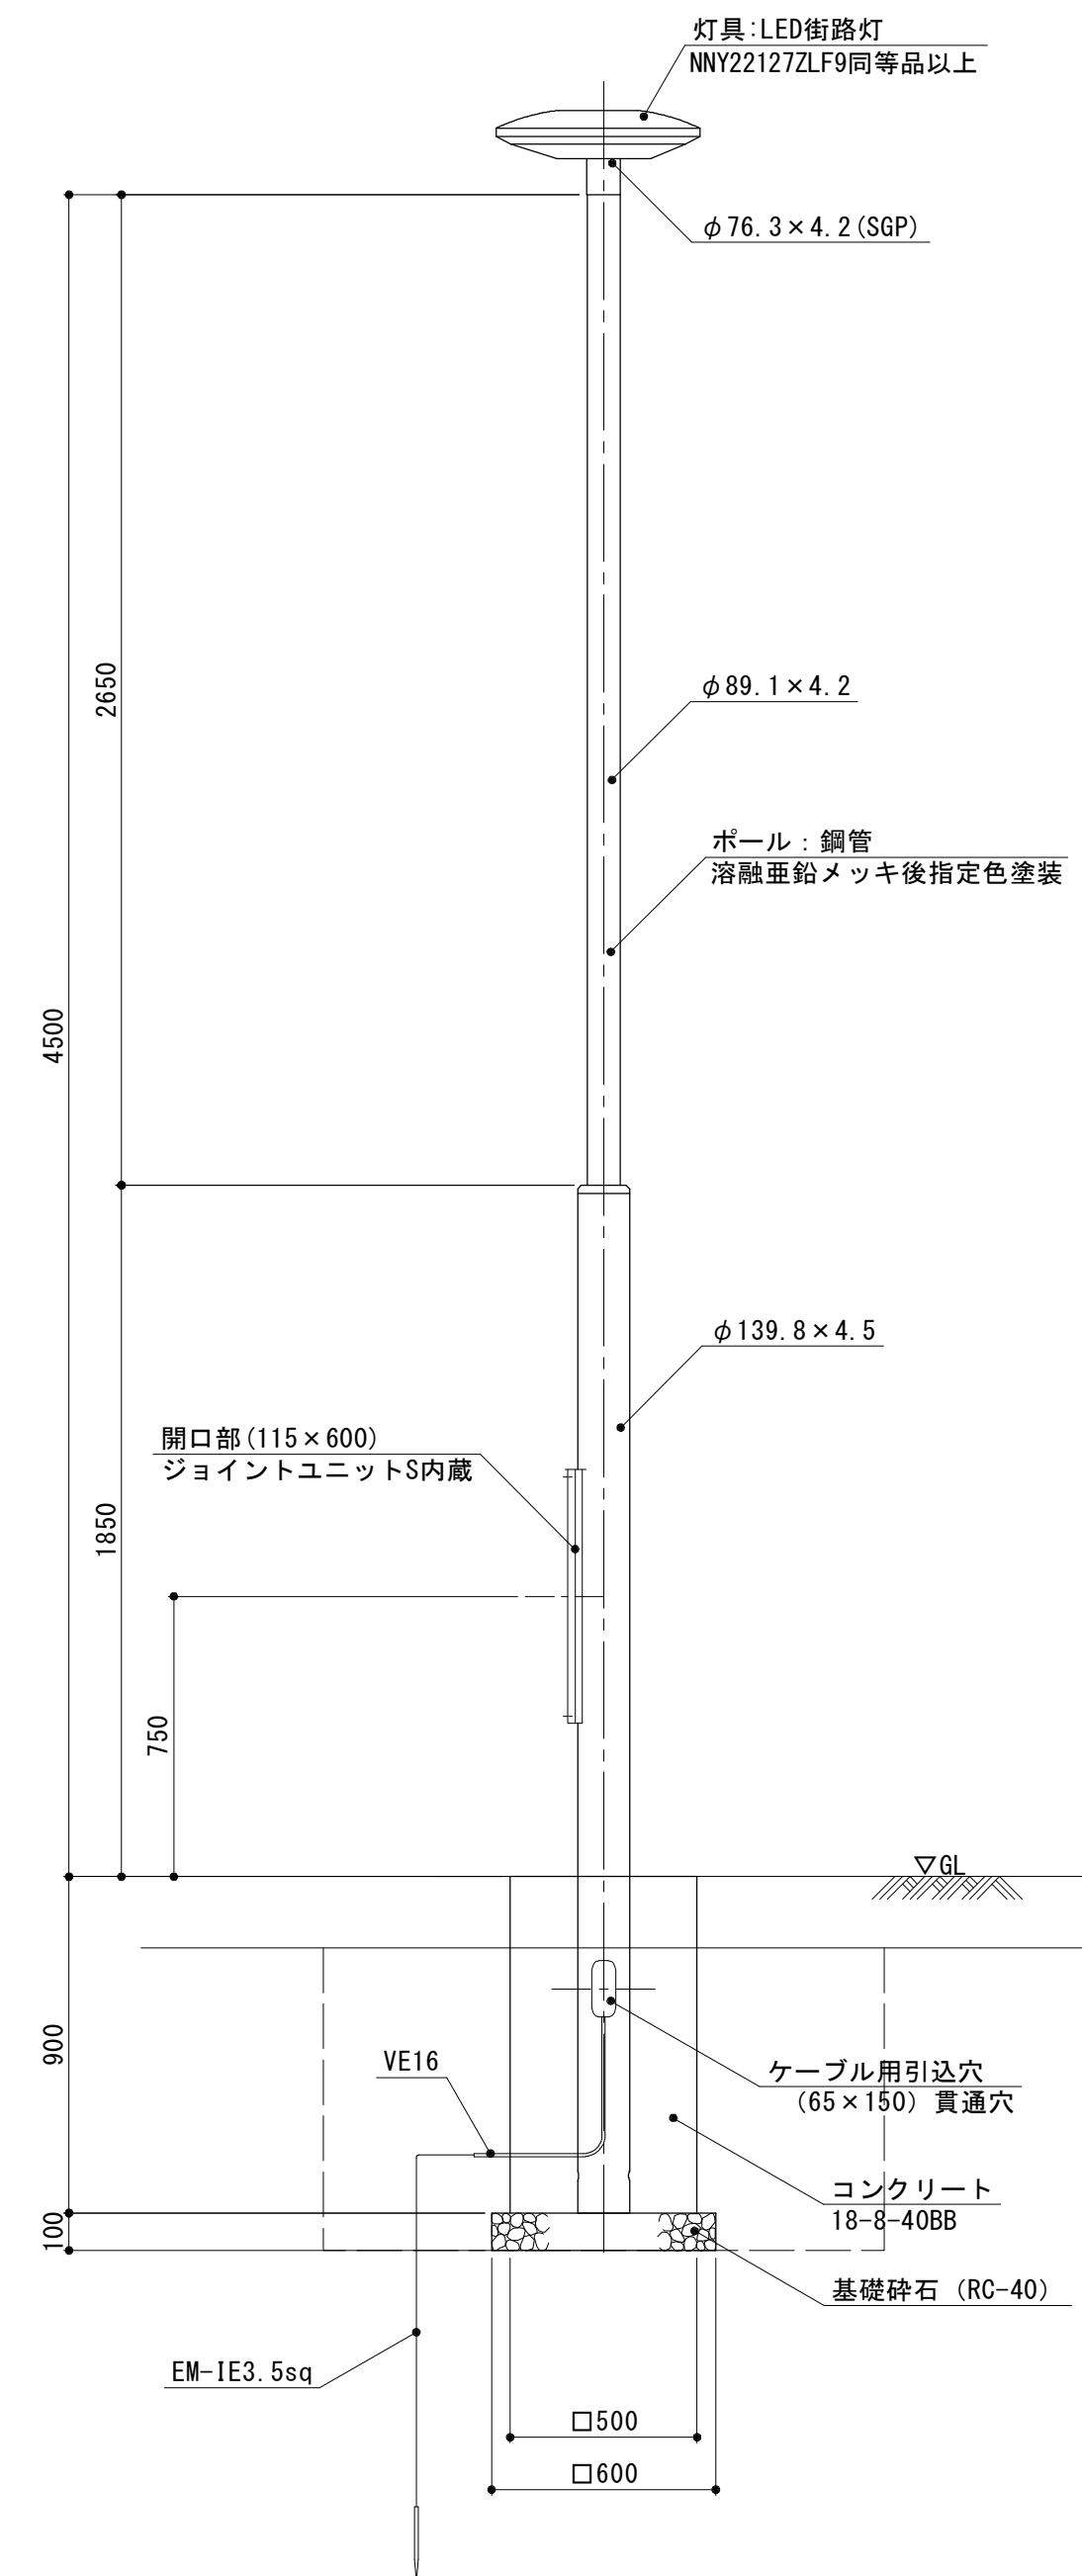 灯具:LED街路灯
NNY22127ZLF9同等品以上
φ76.3×4.2(SGP)
2650
φ89.1×4.2
ポール：鋼管
溶融亜鉛メッキ後指定色塗装
4500
φ139.8×4.5
開口部(115×600)
ジョイントユニットS内蔵
1850
750
▽GL
900
VE16
ケーブル用引込穴
(65×150) 貫通穴
コンクリート
18-8-40BB
100
基礎砕石 (RC-40)
EM-IE3.5sq
□500
□600